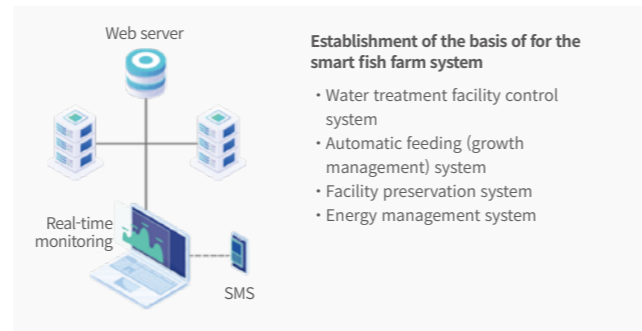 Web server
Real-time
monitoring
SMS
Establishment of the basis of for the
smart fish farm system
・Water treatment facility control
system
・Automatic feeding (growth
management) system
・Facility preservation system
・Energy management system